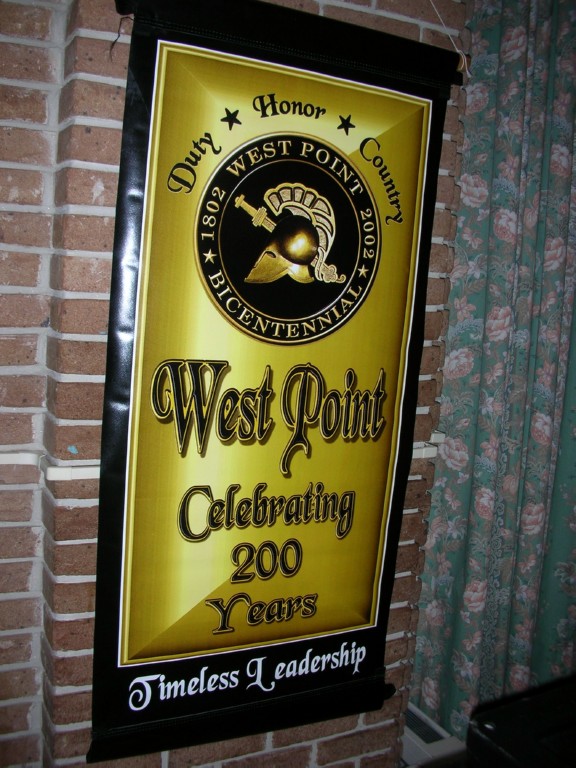 Duty ★ Honor ★ Country
1802 WEST POINT 2002
★ BICENTENNIAL ★
West Point
Celebrating
200
Years
Timeless Leadership